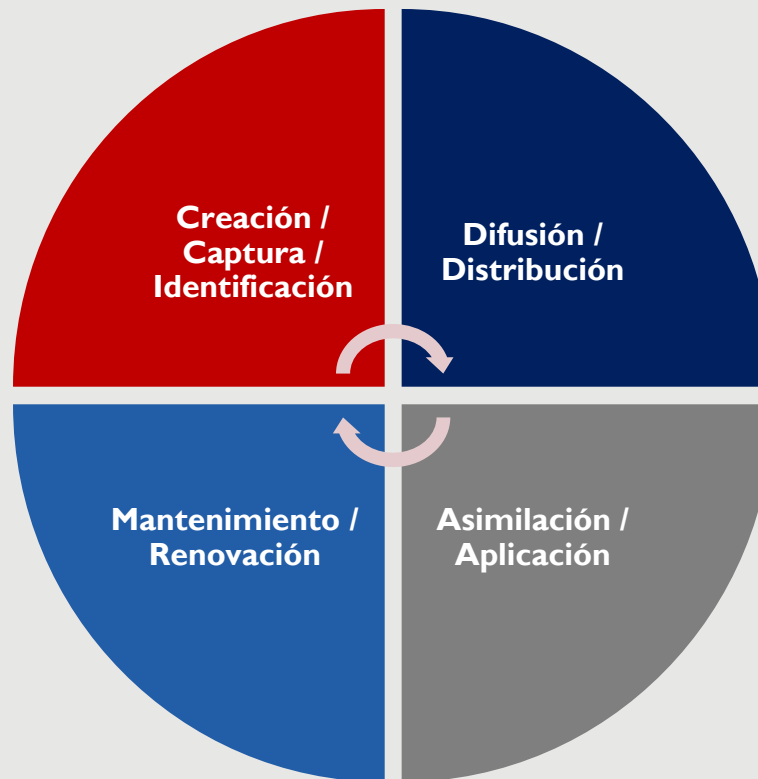 Creación /
Captura /
Identificación
Difusión /
Distribución
Mantenimiento /
Renovación
Asimilación /
Aplicación